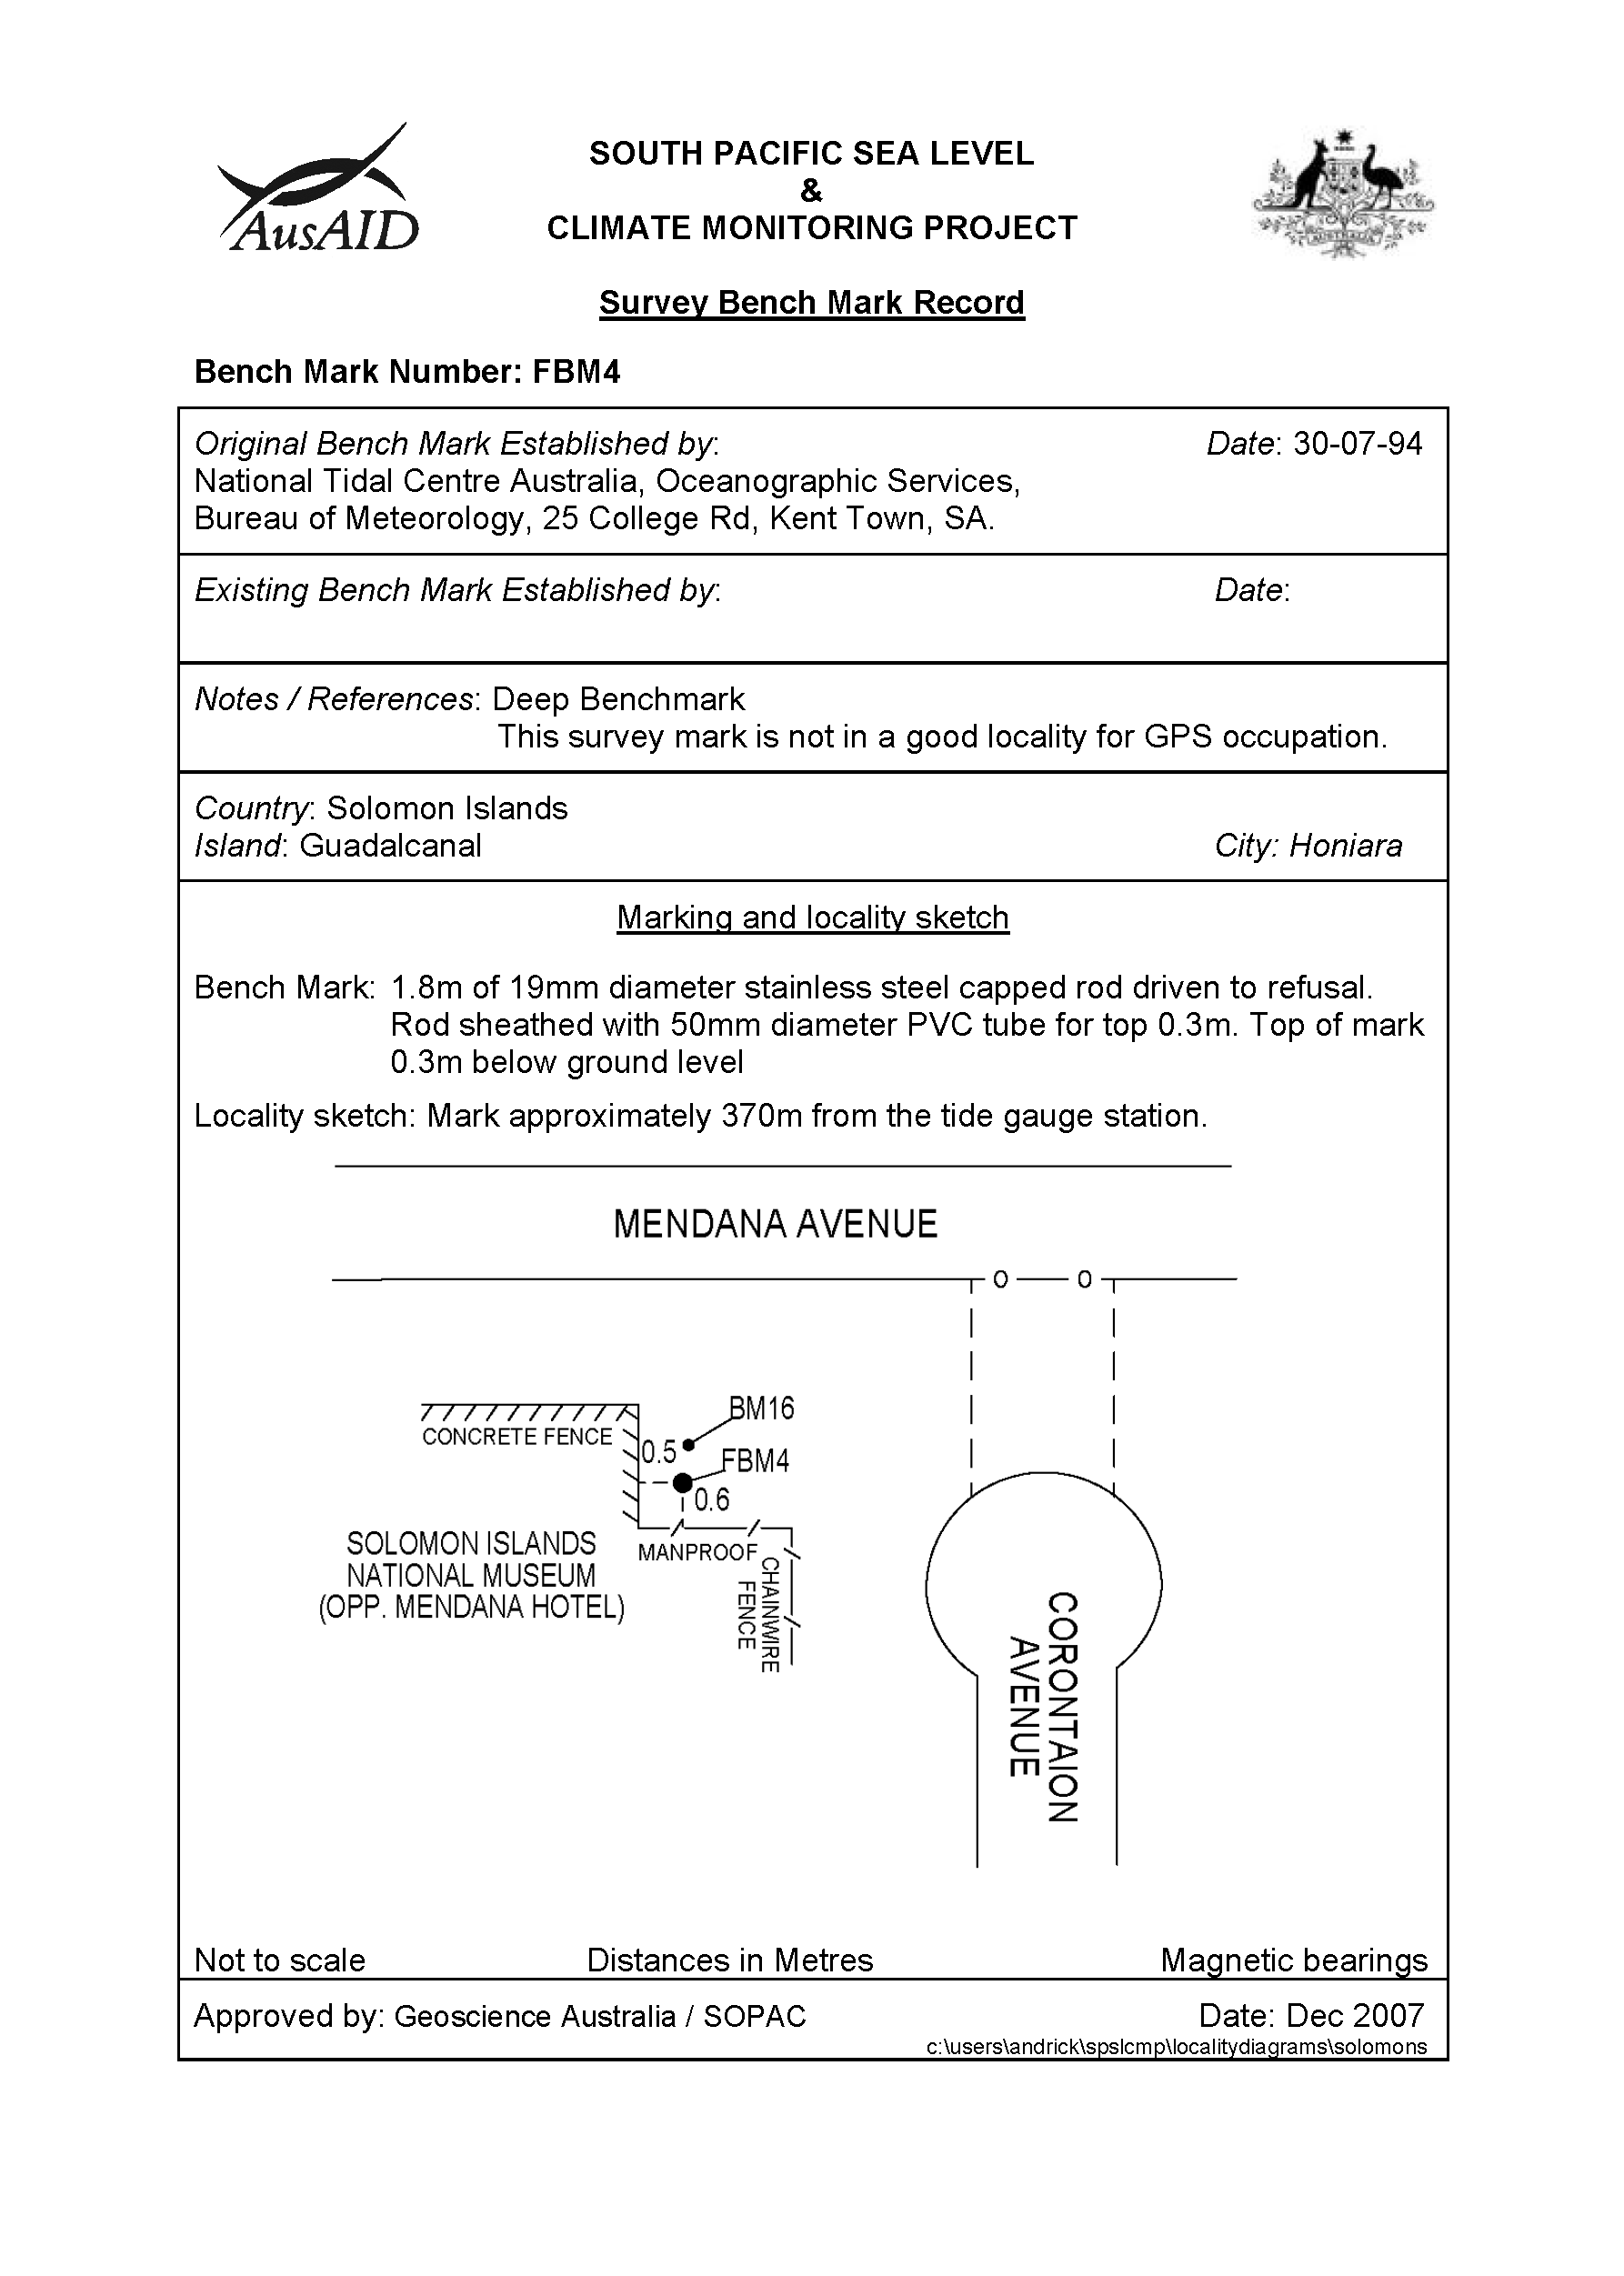 AusAID
SOUTH PACIFIC SEA LEVEL
&
CLIMATE MONITORING PROJECT
AUSTRALIA
Survey Bench Mark Record
Bench Mark Number: FBM4
Original Bench Mark Established by: Date: 30-07-94
National Tidal Centre Australia, Oceanographic Services,
Bureau of Meteorology, 25 College Rd, Kent Town, SA.
Existing Bench Mark Established by: Date:
Notes / References: Deep Benchmark
This survey mark is not in a good locality for GPS occupation.
Country: Solomon Islands
Island: Guadalcanal City: Honiara
Marking and locality sketch
Bench Mark: 1.8m of 19mm diameter stainless steel capped rod driven to refusal.
Rod sheathed with 50mm diameter PVC tube for top 0.3m. Top of mark
0.3m below ground level
Locality sketch: Mark approximately 370m from the tide gauge station.
MENDANA AVENUE
BM16
CONCRETE FENCE
0.5
FBM4
0.6
SOLOMON ISLANDS
NATIONAL MUSEUM
(OPP. MENDANA HOTEL)
MANPROOF
CHAINWIRE
FENCE
CORONTAION
AVENUE
Not to scale Distances in Metres Magnetic bearings
Approved by: Geoscience Australia / SOPAC Date: Dec 2007
c:\users\andrick\spslcmp\localitydiagrams\solomons